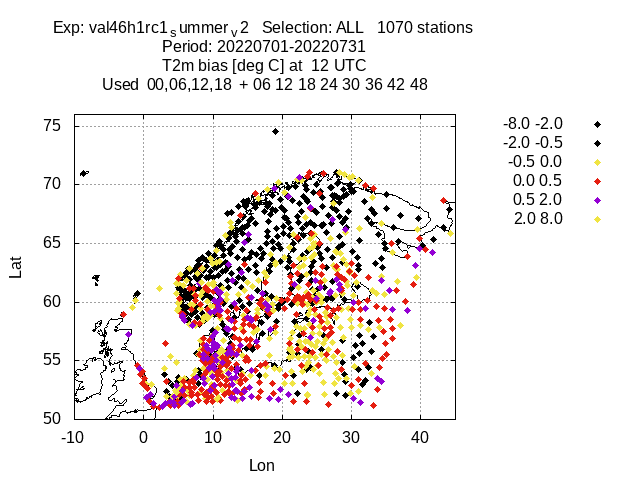 Exp: val46h1rc1summerv2 Selection: ALL 1070 stations
Period: 20220701-20220731
T2m bias [deg C] at 12 UTC
Used 00,06,12,18 + 06 12 18 24 30 36 42 48
-8.0 -2.0
-2.0 -0.5
-0.5 0.0
0.0 0.5
0.5 2.0
2.0 8.0
75
70
65
60
55
50
Lat
-10 0 10 20 30 40
Lon